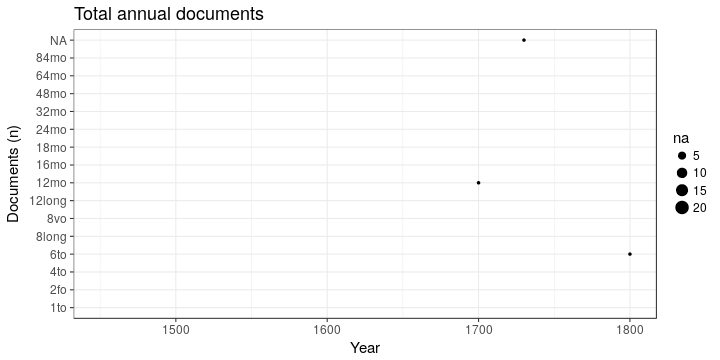 Total annual documents
Documents (n)
NA
84mo
64mo
48mo
32mo
24mo
18mo
16mo
12mo
12long
8vo
8long
6to
4to
2fo
1to
1500
1600
1700
1800
Year
na
5
10
15
20